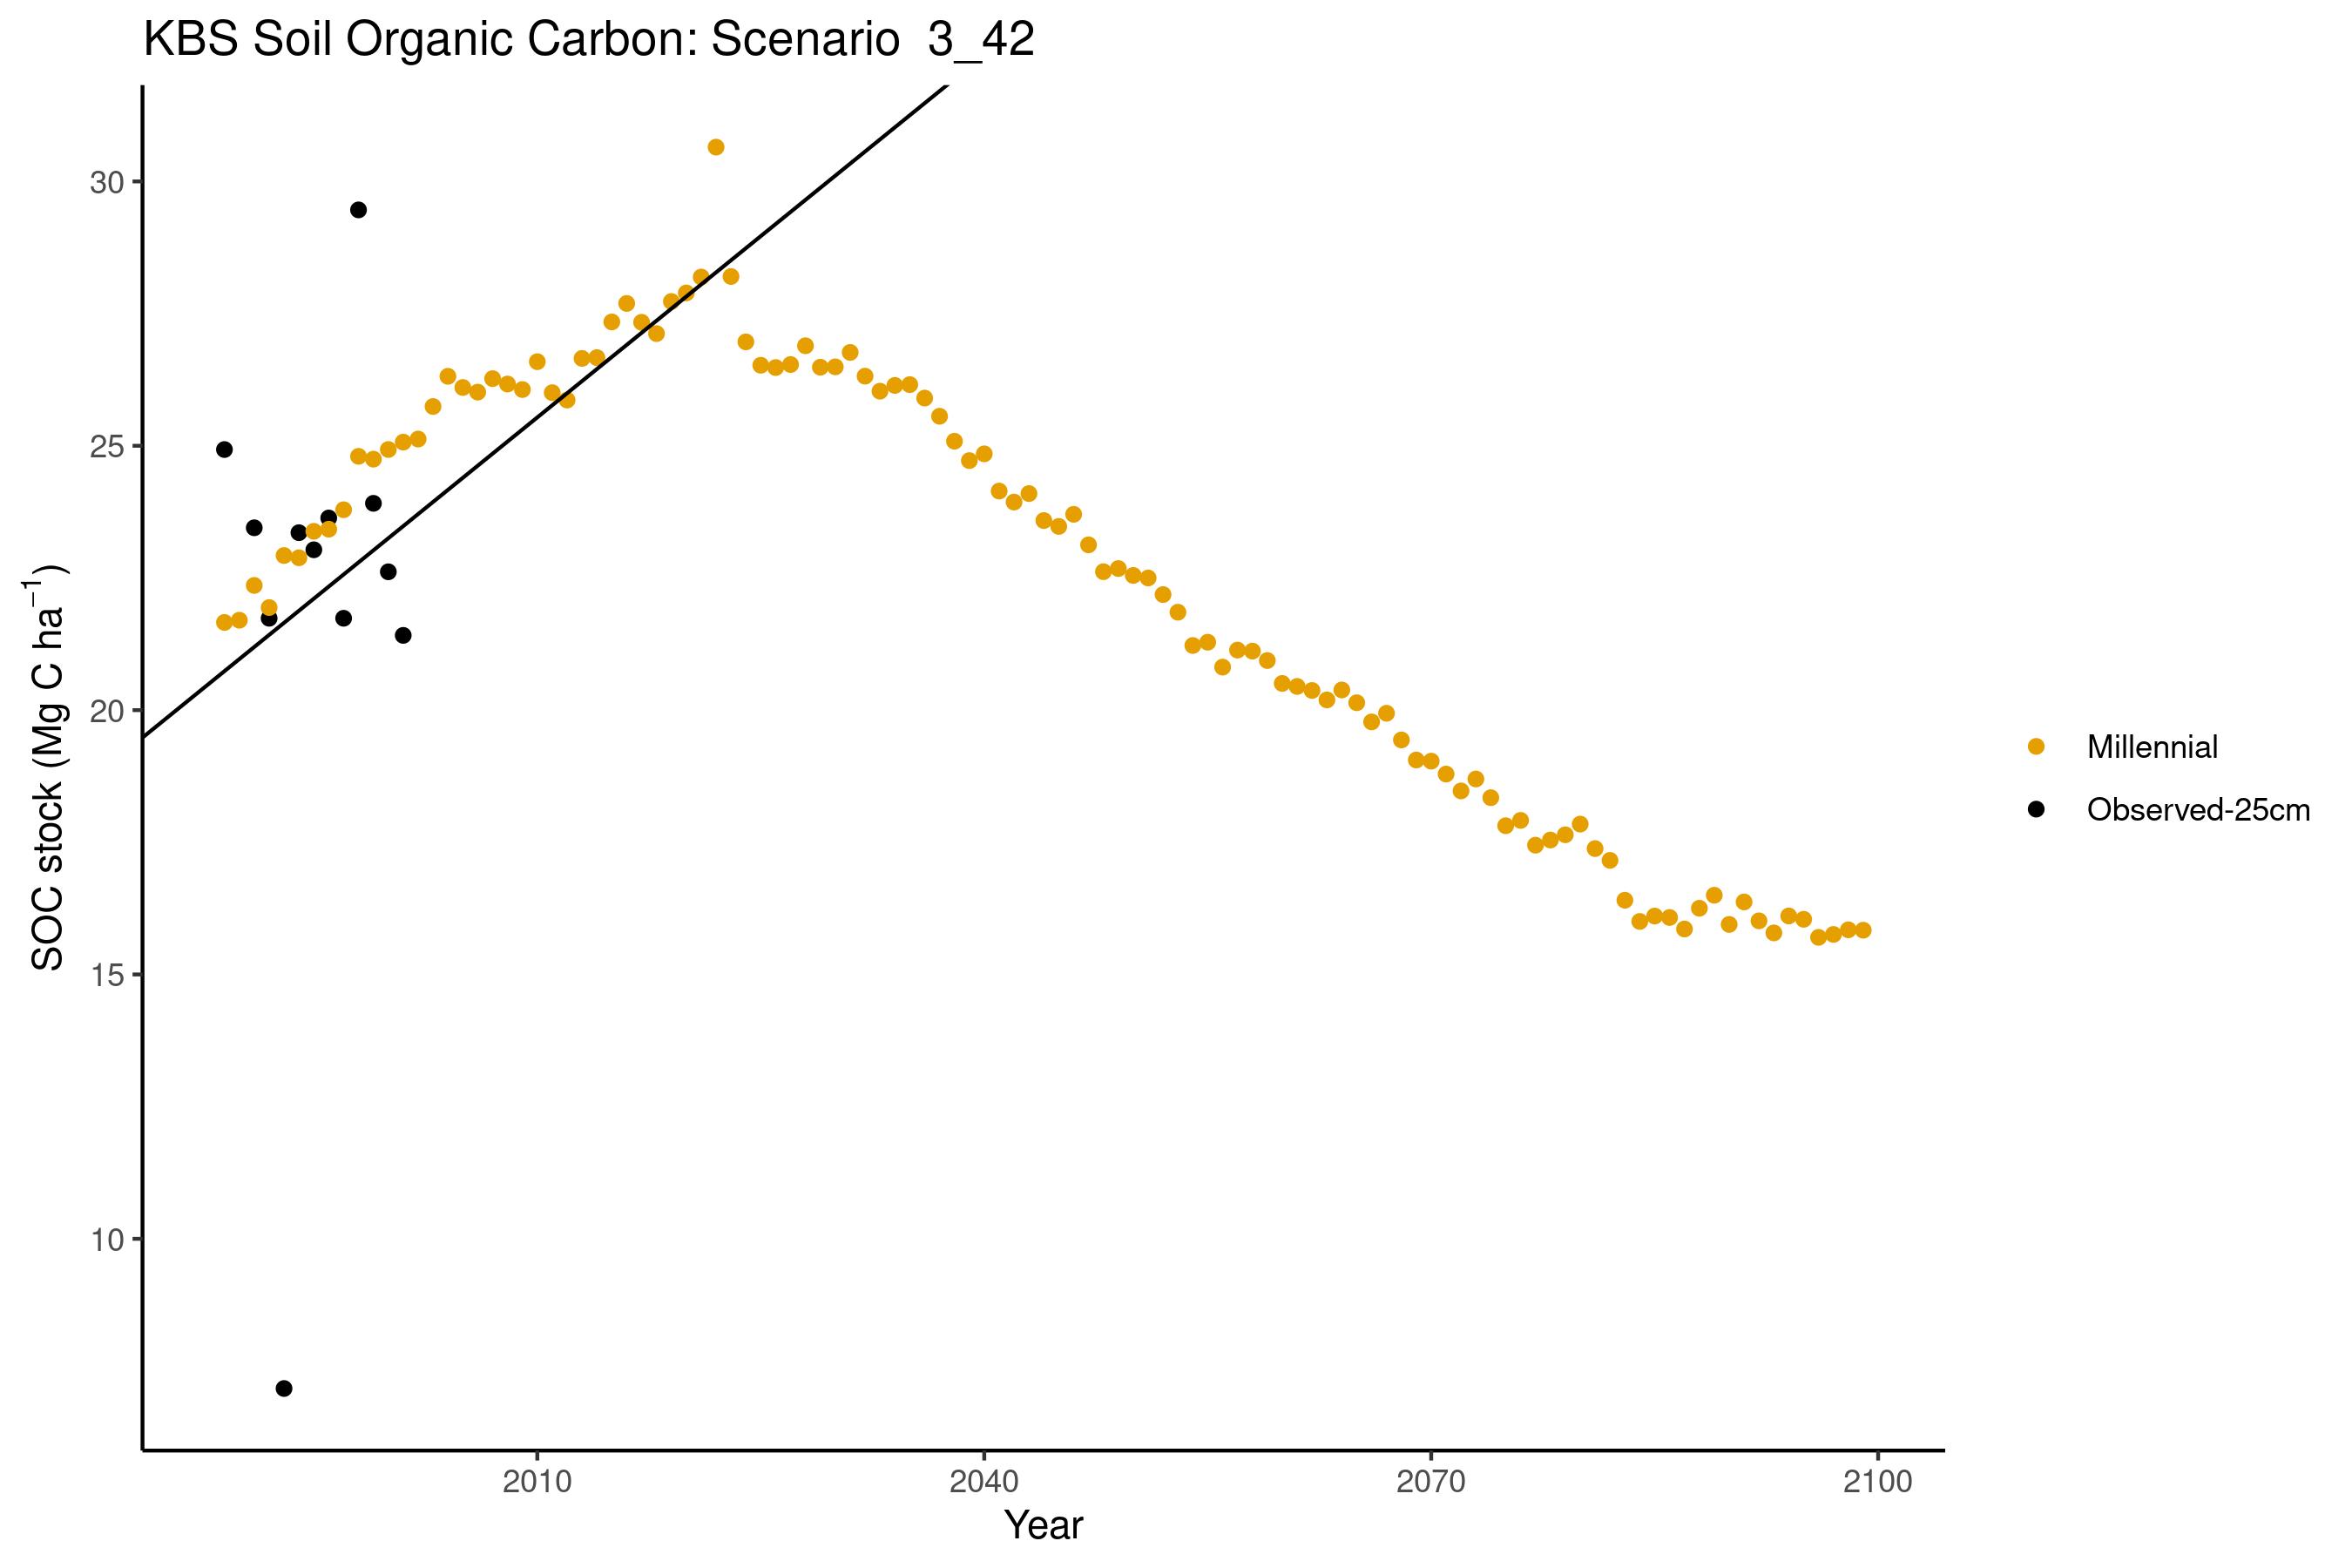 KBS Soil Organic Carbon: Scenario  3_42
SOC stock (Mg C ha⁻¹)
30
25
20
15
10
2010
2040
2070
2100
Year
Millennial
Observed-25cm